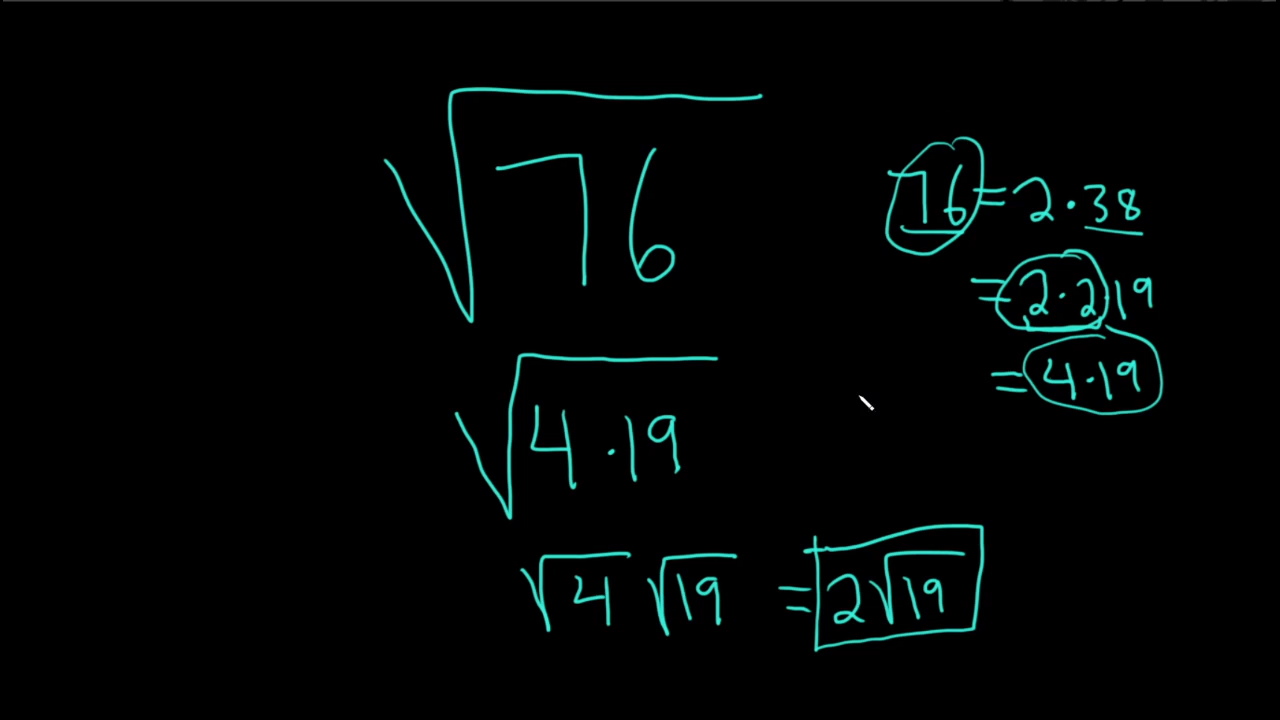 √76
76 = 2 · 38
= 2 · 2 19
= 4 · 19
√4 · 19
√4 √19 = 2√19